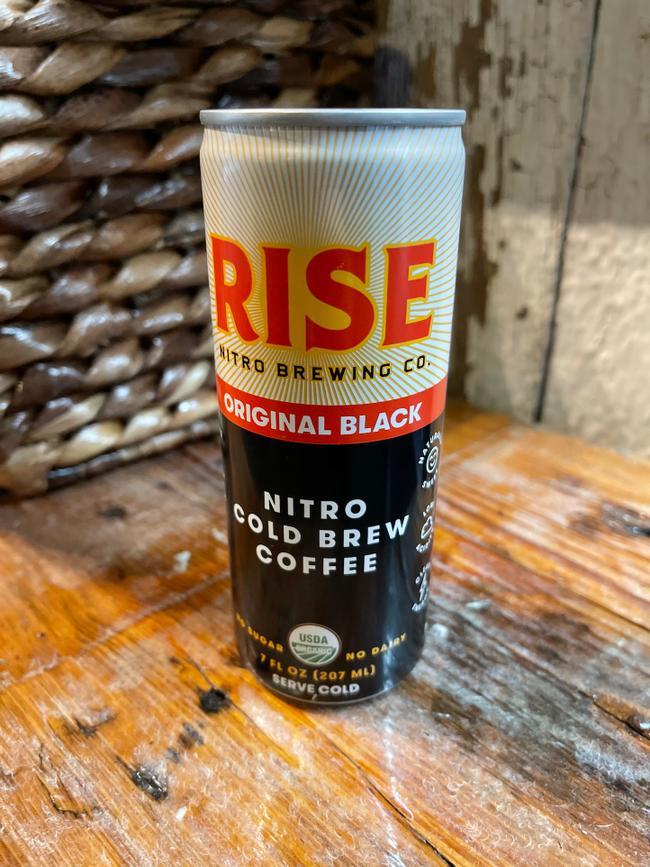 RISE
NITRO BREWING CO.
ORIGINAL BLACK
NITRO
COLD BREW
COFFEE
NO SUGAR
USDA
ORGANIC
NO DAIRY
7 FL OZ (207 ML)
SERVE COLD